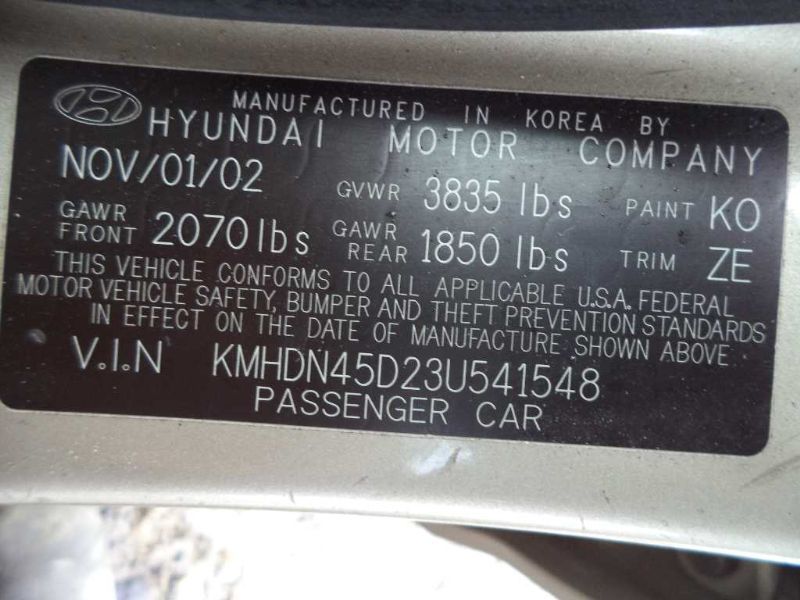 MANUFACTURED IN KOREA BY
HYUNDAI MOTOR COMPANY
NOV/01/02 GVWR 3835 lbs PAINT KO
GAWR FRONT 2070 lbs GAWR REAR 1850 lbs TRIM ZE
THIS VEHICLE CONFORMS TO ALL APPLICABLE U.S.A. FEDERAL
MOTOR VEHICLE SAFETY, BUMPER AND THEFT PREVENTION STANDARDS
IN EFFECT ON THE DATE OF MANUFACTURE SHOWN ABOVE
V.I.N KMHDN45D23U541548
PASSENGER CAR